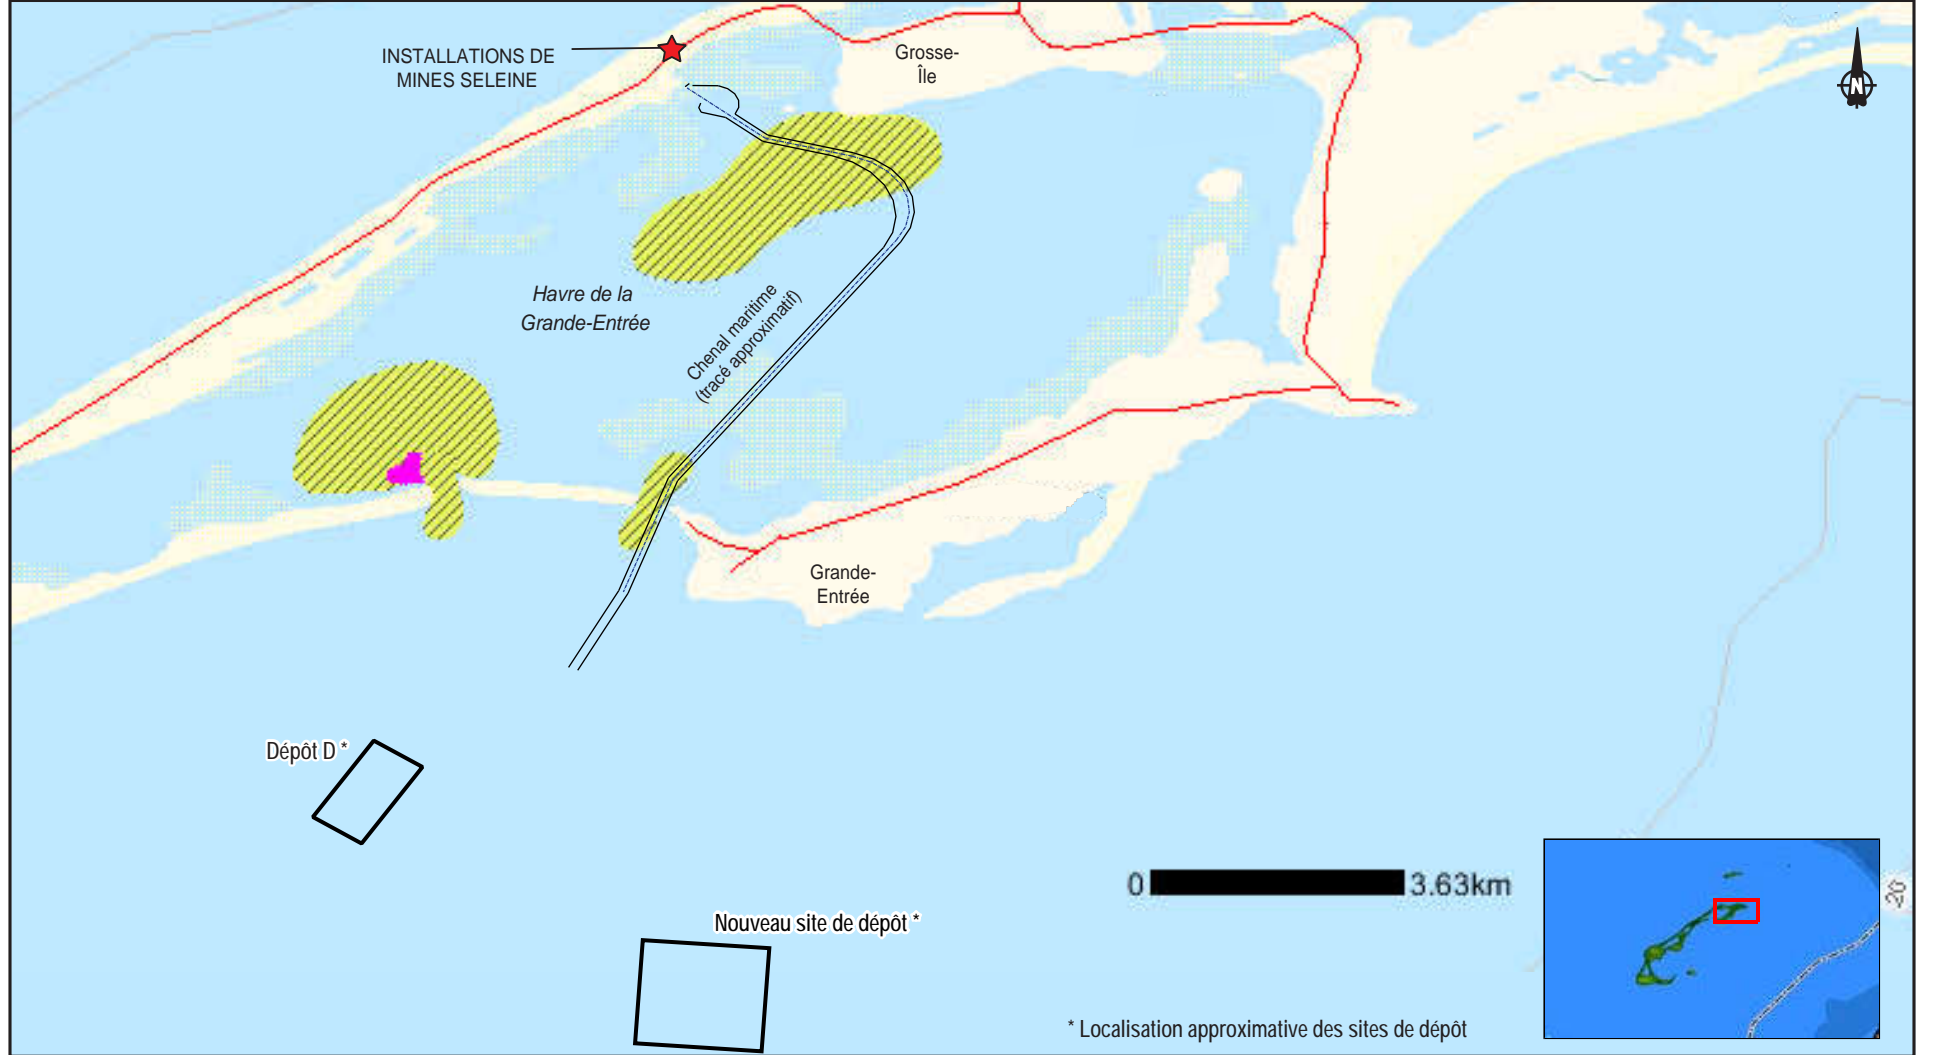 INSTALLATIONS DE
MINES SELEINE
Grosse-
Île
N
Havre de la
Grande-Entrée
Chenal maritime
(tracé approximatif)
Grande-
Entrée
Dépôt D *
Nouveau site de dépôt *
0 3.63km
20
* Localisation approximative des sites de dépôt